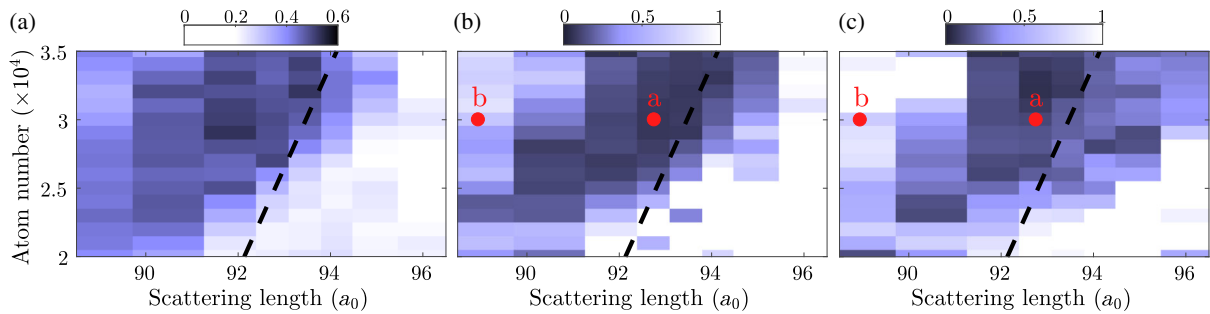 (a) 0 0.2 0.4 0.6 (b) 0 0.5 1 (c) 0 0.5 1
3.5
b a b a
3
2.5
2
Atom number (×10⁴)
90 92 94 96 90 92 94 96 90 92 94 96
Scattering length (a₀) Scattering length (a₀) Scattering length (a₀)